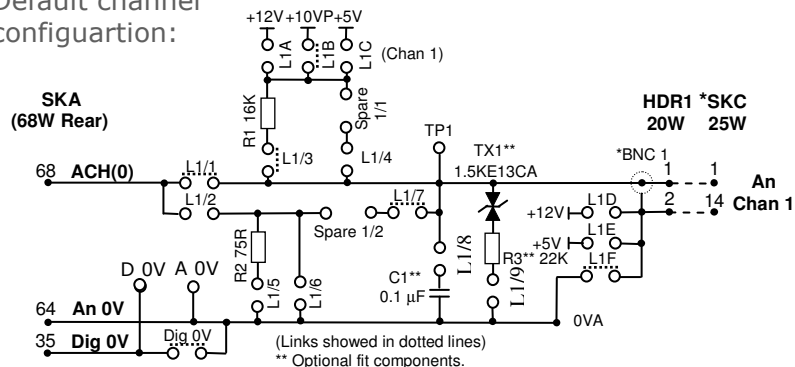 Default channel
configuartion:
+12V +10VP +5V
L1A
L1B
L1C
(Chan 1)
SKA
(68W Rear)
R1 16K
Spare
1/1
L1/3
L1/4
TP1
TX1**
1.5KE13CA
HDR1 *SKC
20W 25W
*BNC 1
68 ACH(0)
L1/1
L1/2
1
1
2
14
An
Chan 1
L1/7
Spare 1/2
+12V
L1D
+5V
L1E
L1F
R2 75R
L1/5
L1/6
C1**
0.1 µF
L1/8
R3** 22K
L1/9
D 0V
A 0V
64 An 0V
35 Dig 0V
Dig 0V
0VA
(Links showed in dotted lines)
** Optional fit components.